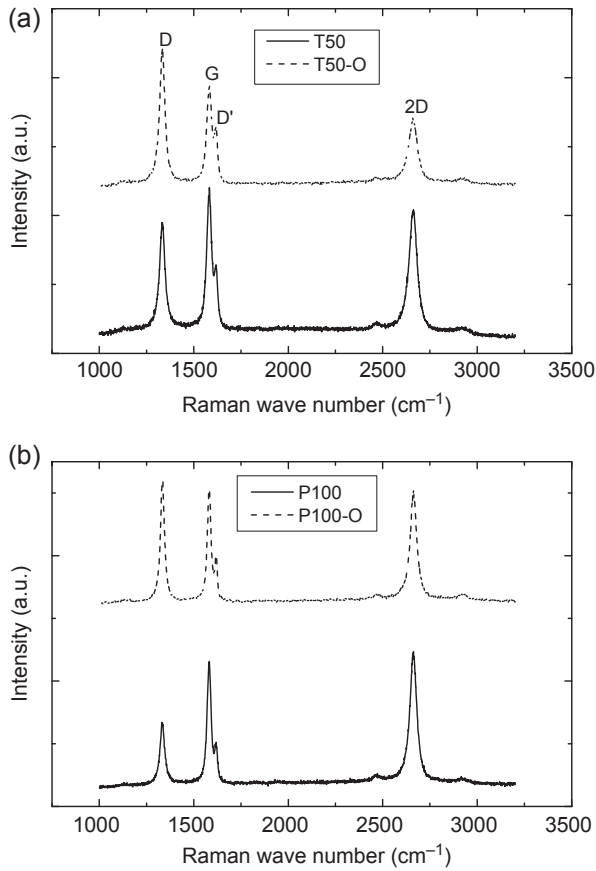 (a)
D
G
D'
2D
T50
T50-O
Intensity (a.u.)
1000 1500 2000 2500 3000 3500
Raman wave number (cm⁻¹)
(b)
P100
P100-O
Intensity (a.u.)
1000 1500 2000 2500 3000 3500
Raman wave number (cm⁻¹)